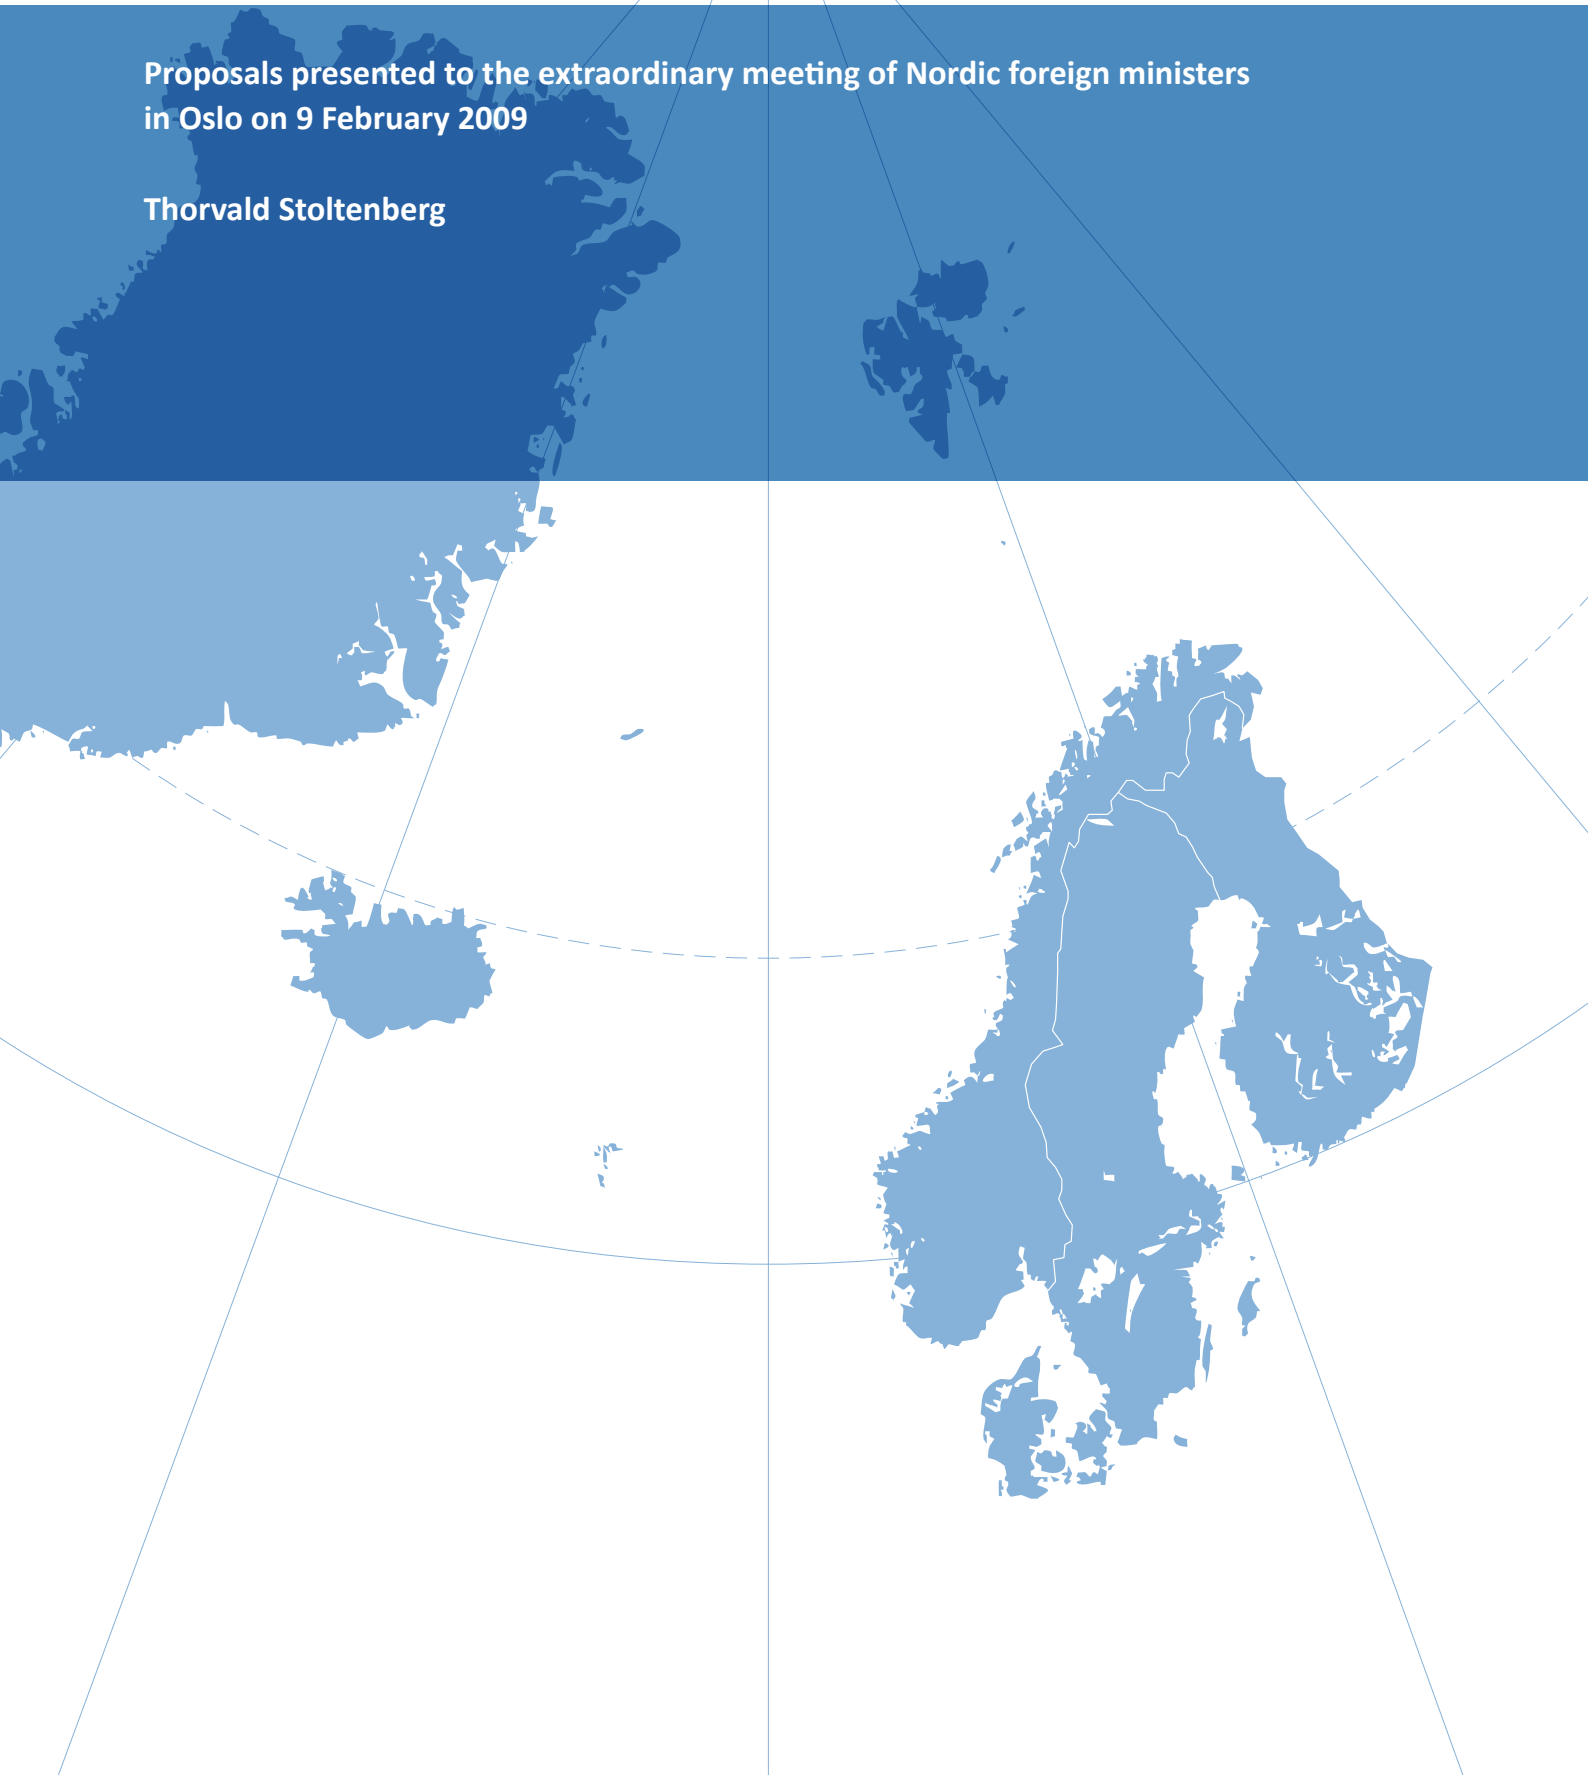 Proposals presented to the extraordinary meeting of Nordic foreign ministers
in Oslo on 9 February 2009
Thorvald Stoltenberg